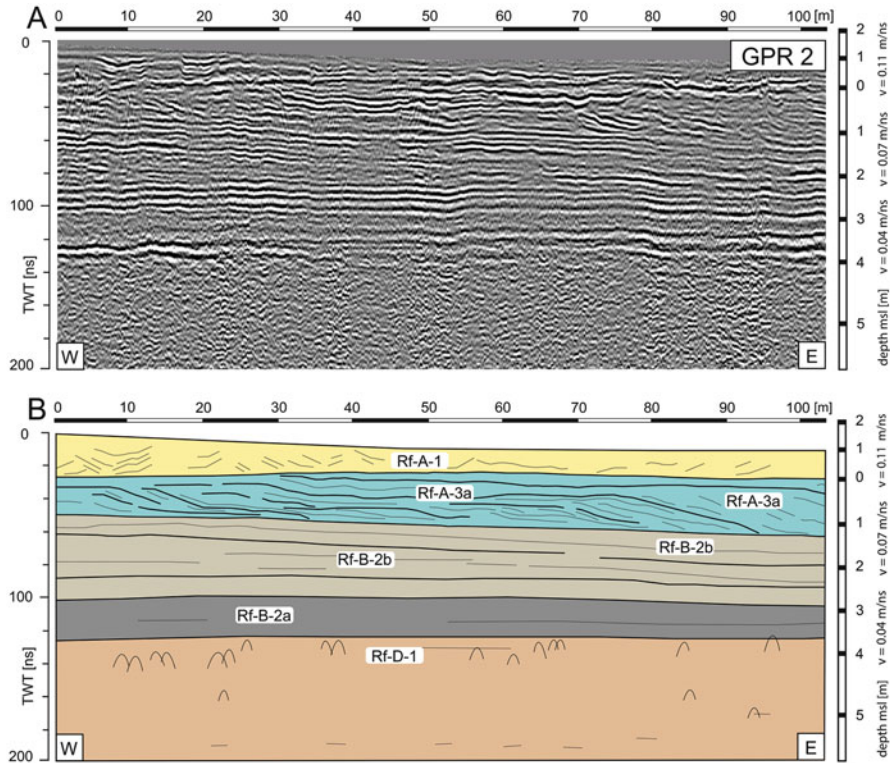 A
0 10 20 30 40 50 60 70 80 90 100 [m]
0
100
200
TWT [ns]
GPR 2
W
E
2
1
0
1
2
3
4
5
v = 0.11 m/ns
v = 0.07 m/ns
v = 0.04 m/ns
depth msl [m]
B
0 10 20 30 40 50 60 70 80 90 100 [m]
0
100
200
TWT [ns]
Rf-A-1
Rf-A-3a
Rf-A-3a
Rf-B-2b
Rf-B-2b
Rf-B-2a
Rf-D-1
W
E
2
1
0
1
2
3
4
5
v = 0.11 m/ns
v = 0.07 m/ns
v = 0.04 m/ns
depth msl [m]